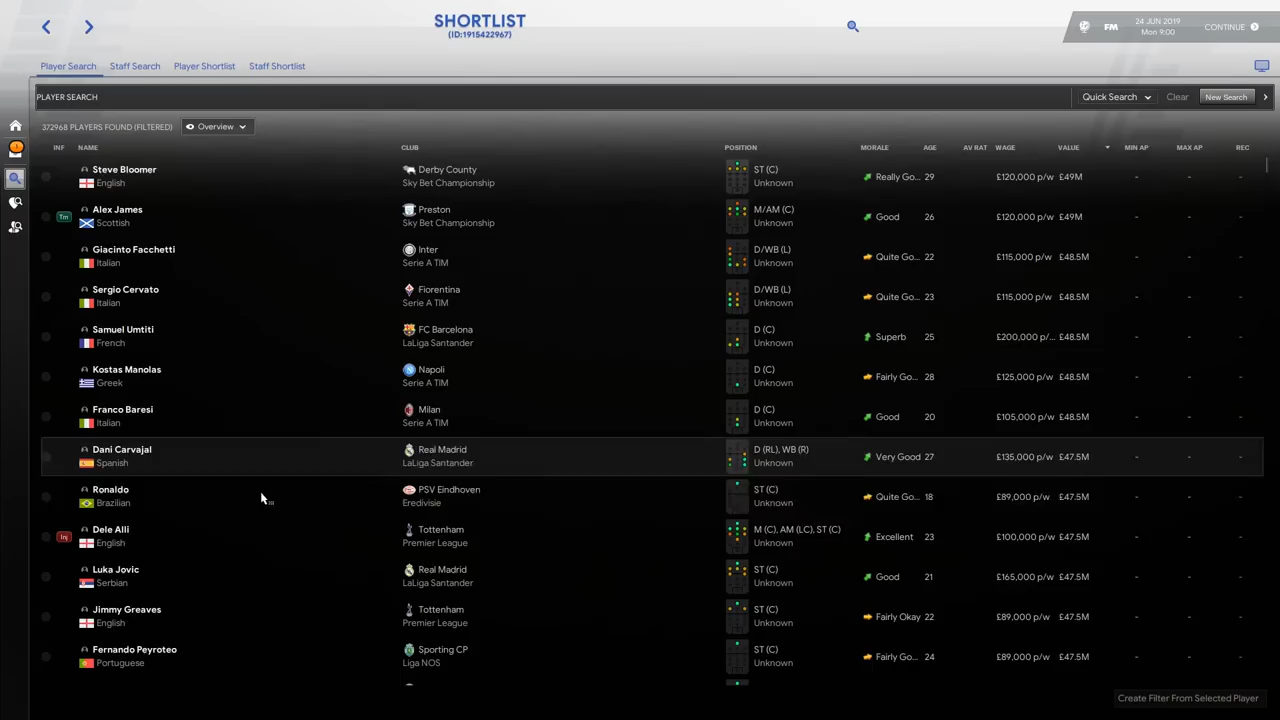 SHORTLIST
(ID:1915422967)
FM
24 JUN 2019
Mon 9:00
CONTINUE
Player Search Staff Search Player Shortlist Staff Shortlist
PLAYER SEARCH Quick Search Clear New Search
372968 PLAYERS FOUND (FILTERED) Overview
INF NAME CLUB POSITION MORALE AGE AV RAT WAGE VALUE MIN AP MAX AP REC
Steve Bloomer Derby County ST (C) Really Go... 29 £120,000 p/w £49M - - -
English Sky Bet Championship Unknown
Tm Alex James Preston M/AM (C) Good 26 £120,000 p/w £49M - - -
Scottish Sky Bet Championship Unknown
Giacinto Facchetti Inter D/WB (L) Quite Go... 22 £115,000 p/w £48.5M - - -
Italian Serie A TIM Unknown
Sergio Cervato Fiorentina D/WB (L) Quite Go... 23 £115,000 p/w £48.5M - - -
Italian Serie A TIM Unknown
Samuel Umtiti FC Barcelona D (C) Superb 25 £200,000 p/... £48.5M - - -
French LaLiga Santander Unknown
Kostas Manolas Napoli D (C) Fairly Go... 28 £125,000 p/w £48.5M - - -
Greek Serie A TIM Unknown
Franco Baresi Milan D (C) Good 20 £105,000 p/w £48.5M - - -
Italian Serie A TIM Unknown
Dani Carvajal Real Madrid D (RL), WB (R) Very Good 27 £135,000 p/w £47.5M - - -
Spanish LaLiga Santander Unknown
Ronaldo PSV Eindhoven ST (C) Quite Go... 18 £89,000 p/w £47.5M - - -
Brazilian Eredivisie Unknown
Inj Dele Alli Tottenham M (C), AM (LC), ST (C) Excellent 23 £100,000 p/w £47.5M - - -
English Premier League Unknown
Luka Jovic Real Madrid ST (C) Good 21 £165,000 p/w £47.5M - - -
Serbian LaLiga Santander Unknown
Jimmy Greaves Tottenham ST (C) Fairly Okay 22 £89,000 p/w £47.5M - - -
English Premier League Unknown
Fernando Peyroteo Sporting CP ST (C) Fairly Go... 24 £89,000 p/w £47.5M - - -
Portuguese Liga NOS Unknown
Create Filter From Selected Player